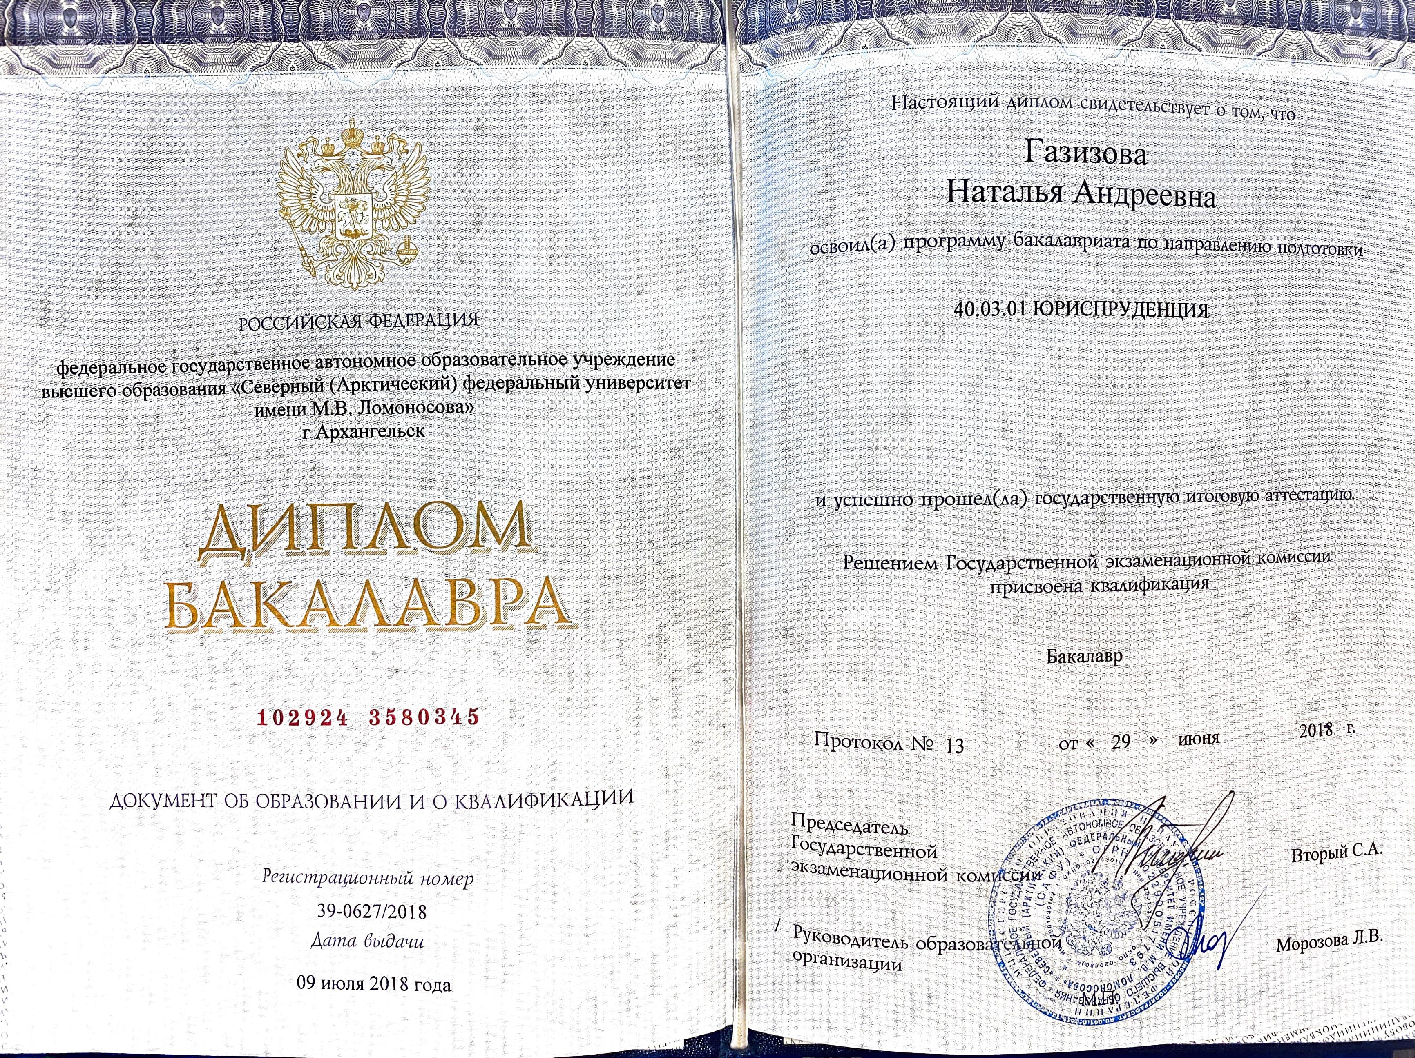 РОССИЙСКАЯ ФЕДЕРАЦИЯ
федеральное государственное автономное образовательное учреждение
высшего образования «Северный (Арктический) федеральный университет
имени М.В. Ломоносова»
г.Архангельск
ДИПЛОМ
БАКАЛАВРА
102924 3580345
ДОКУМЕНТ ОБ ОБРАЗОВАНИИ И О КВАЛИФИКАЦИИ
Регистрационный номер
39-0627/2018
Дата выдачи
09 июля 2018 года
Настоящий диплом свидетельствует о том, что
Газизова
Наталья Андреевна
освоил(а) программу бакалавриата по направлению подготовки
40.03.01 ЮРИСПРУДЕНЦИЯ
и успешно прошел(ла) государственную итоговую аттестацию.
Решением Государственной экзаменационной комиссии
присвоена квалификация
Бакалавр
Протокол № 13 от « 29 » июня 2018 г.
Председатель
Государственной
экзаменационной комиссии
Вторый С.А.
/ Руководитель образовательной
организации
Морозова Л.В.
М.П.